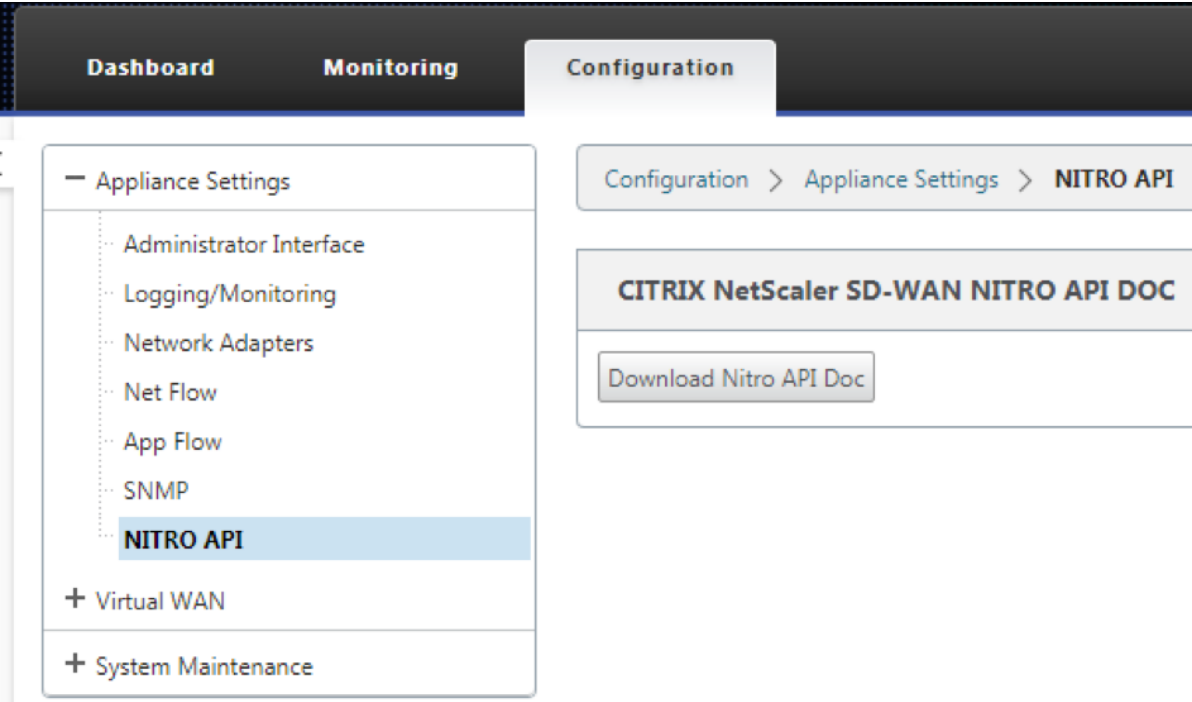 Dashboard Monitoring Configuration
Appliance Settings
Administrator Interface
Logging/Monitoring
Network Adapters
Net Flow
App Flow
SNMP
NITRO API
Virtual WAN
System Maintenance
Configuration > Appliance Settings > NITRO API
CITRIX NetScaler SD-WAN NITRO API DOC
Download Nitro API Doc